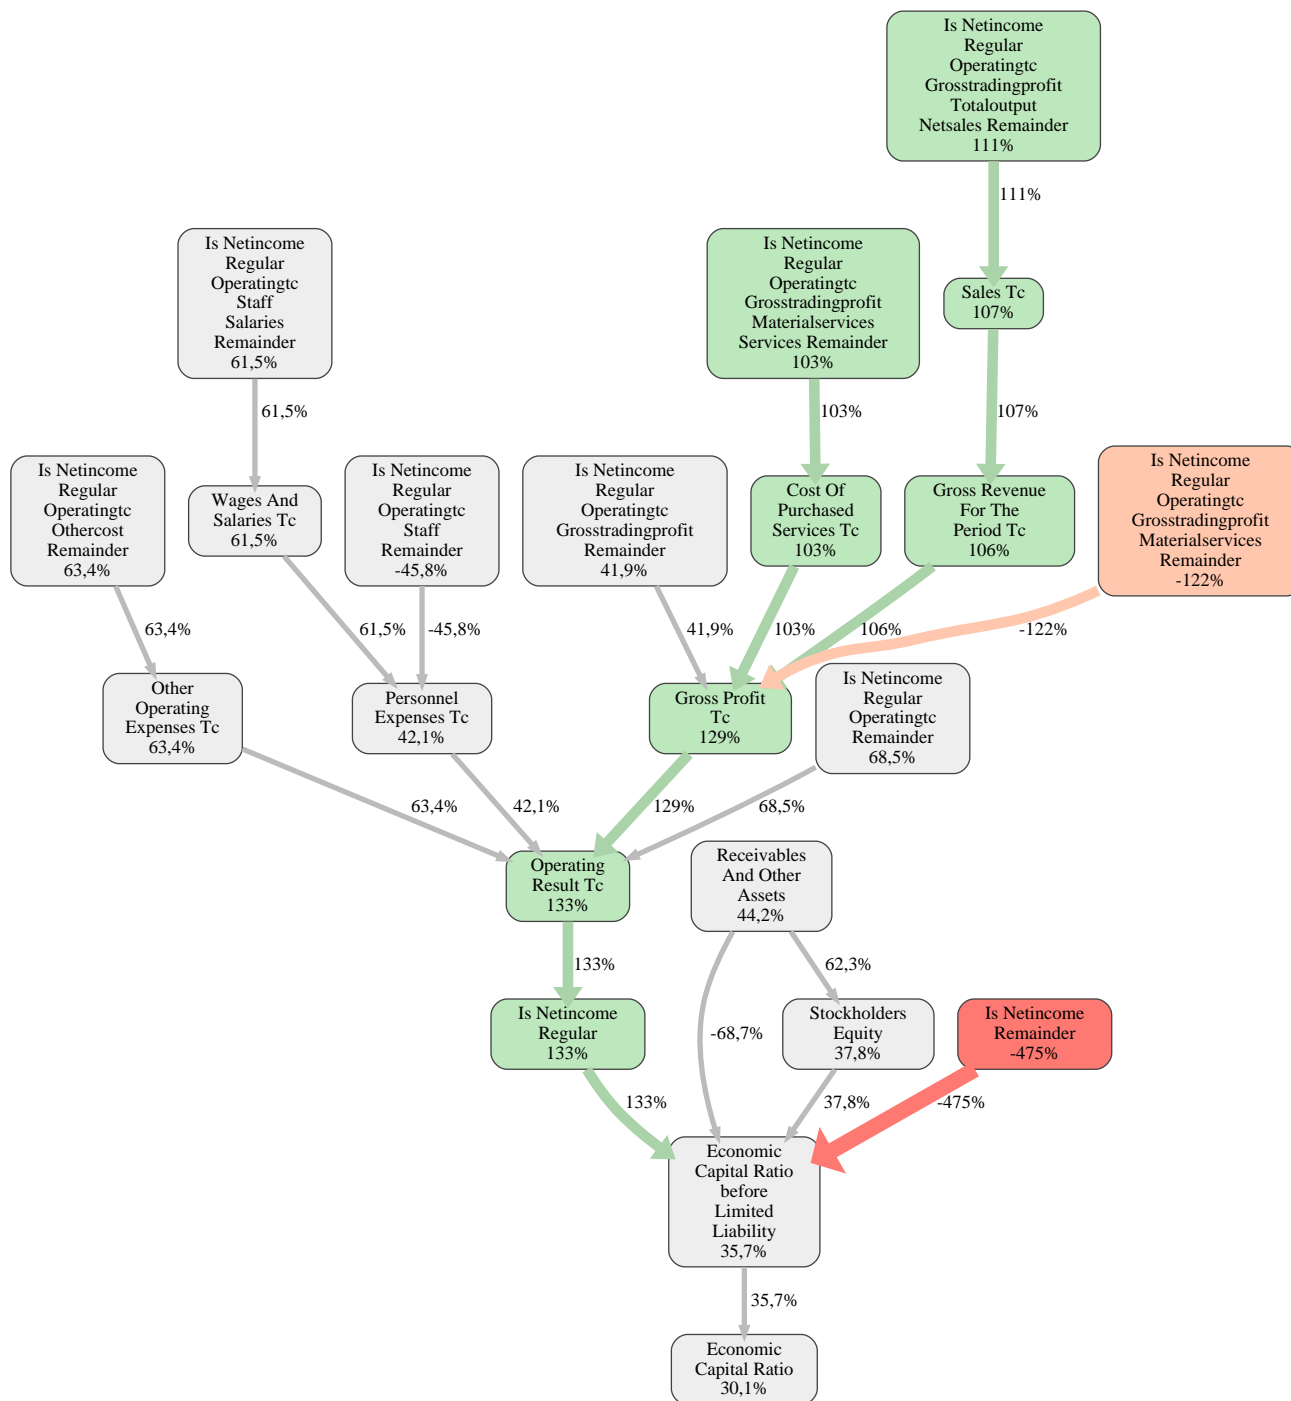 Is Netincome
Regular
Operatingtc
Grosstradingprofit
Totaloutput
Netsales Remainder
111%
111%
Is Netincome
Regular
Operatingtc
Staff
Salaries
Remainder
61,5%
Is Netincome
Regular
Operatingtc
Grosstradingprofit
Materialservices
Services Remainder
103%
Sales Tc
107%
61,5%
103%
107%
Is Netincome
Regular
Operatingtc
Othercost
Remainder
63,4%
Wages And
Salaries Tc
61,5%
Is Netincome
Regular
Operatingtc
Staff
Remainder
-45,8%
Is Netincome
Regular
Operatingtc
Grosstradingprofit
Remainder
41,9%
Cost Of
Purchased
Services Tc
103%
Gross Revenue
For The
Period Tc
106%
Is Netincome
Regular
Operatingtc
Grosstradingprofit
Materialservices
Remainder
-122%
63,4%
61,5%
-45,8%
41,9%
103%
106%
-122%
Other
Operating
Expenses Tc
63,4%
Personnel
Expenses Tc
42,1%
Gross Profit
Tc
129%
Is Netincome
Regular
Operatingtc
Remainder
68,5%
63,4%
42,1%
129%
68,5%
Operating
Result Tc
133%
Receivables
And Other
Assets
44,2%
133%
62,3%
Is Netincome
Regular
133%
-68,7%
Stockholders
Equity
37,8%
Is Netincome
Remainder
-475%
133%
37,8%
-475%
Economic
Capital Ratio
before
Limited
Liability
35,7%
35,7%
Economic
Capital Ratio
30,1%